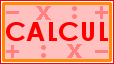 - x : +
CALCUL
+ : x -